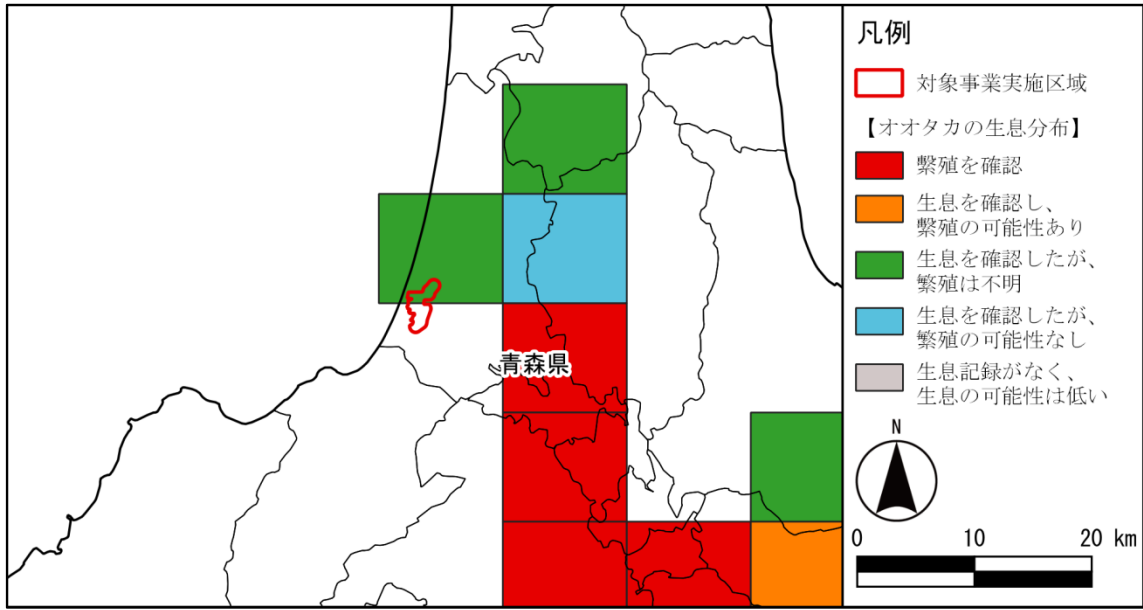 凡例
対象事業実施区域
【オオタカの生息分布】
繫殖を確認
生息を確認し、
繁殖の可能性あり
生息を確認したが、
繁殖は不明
生息を確認したが、
繁殖の可能性なし
生息記録がなく、
生息の可能性は低い
青森県
N
0 10 20 km